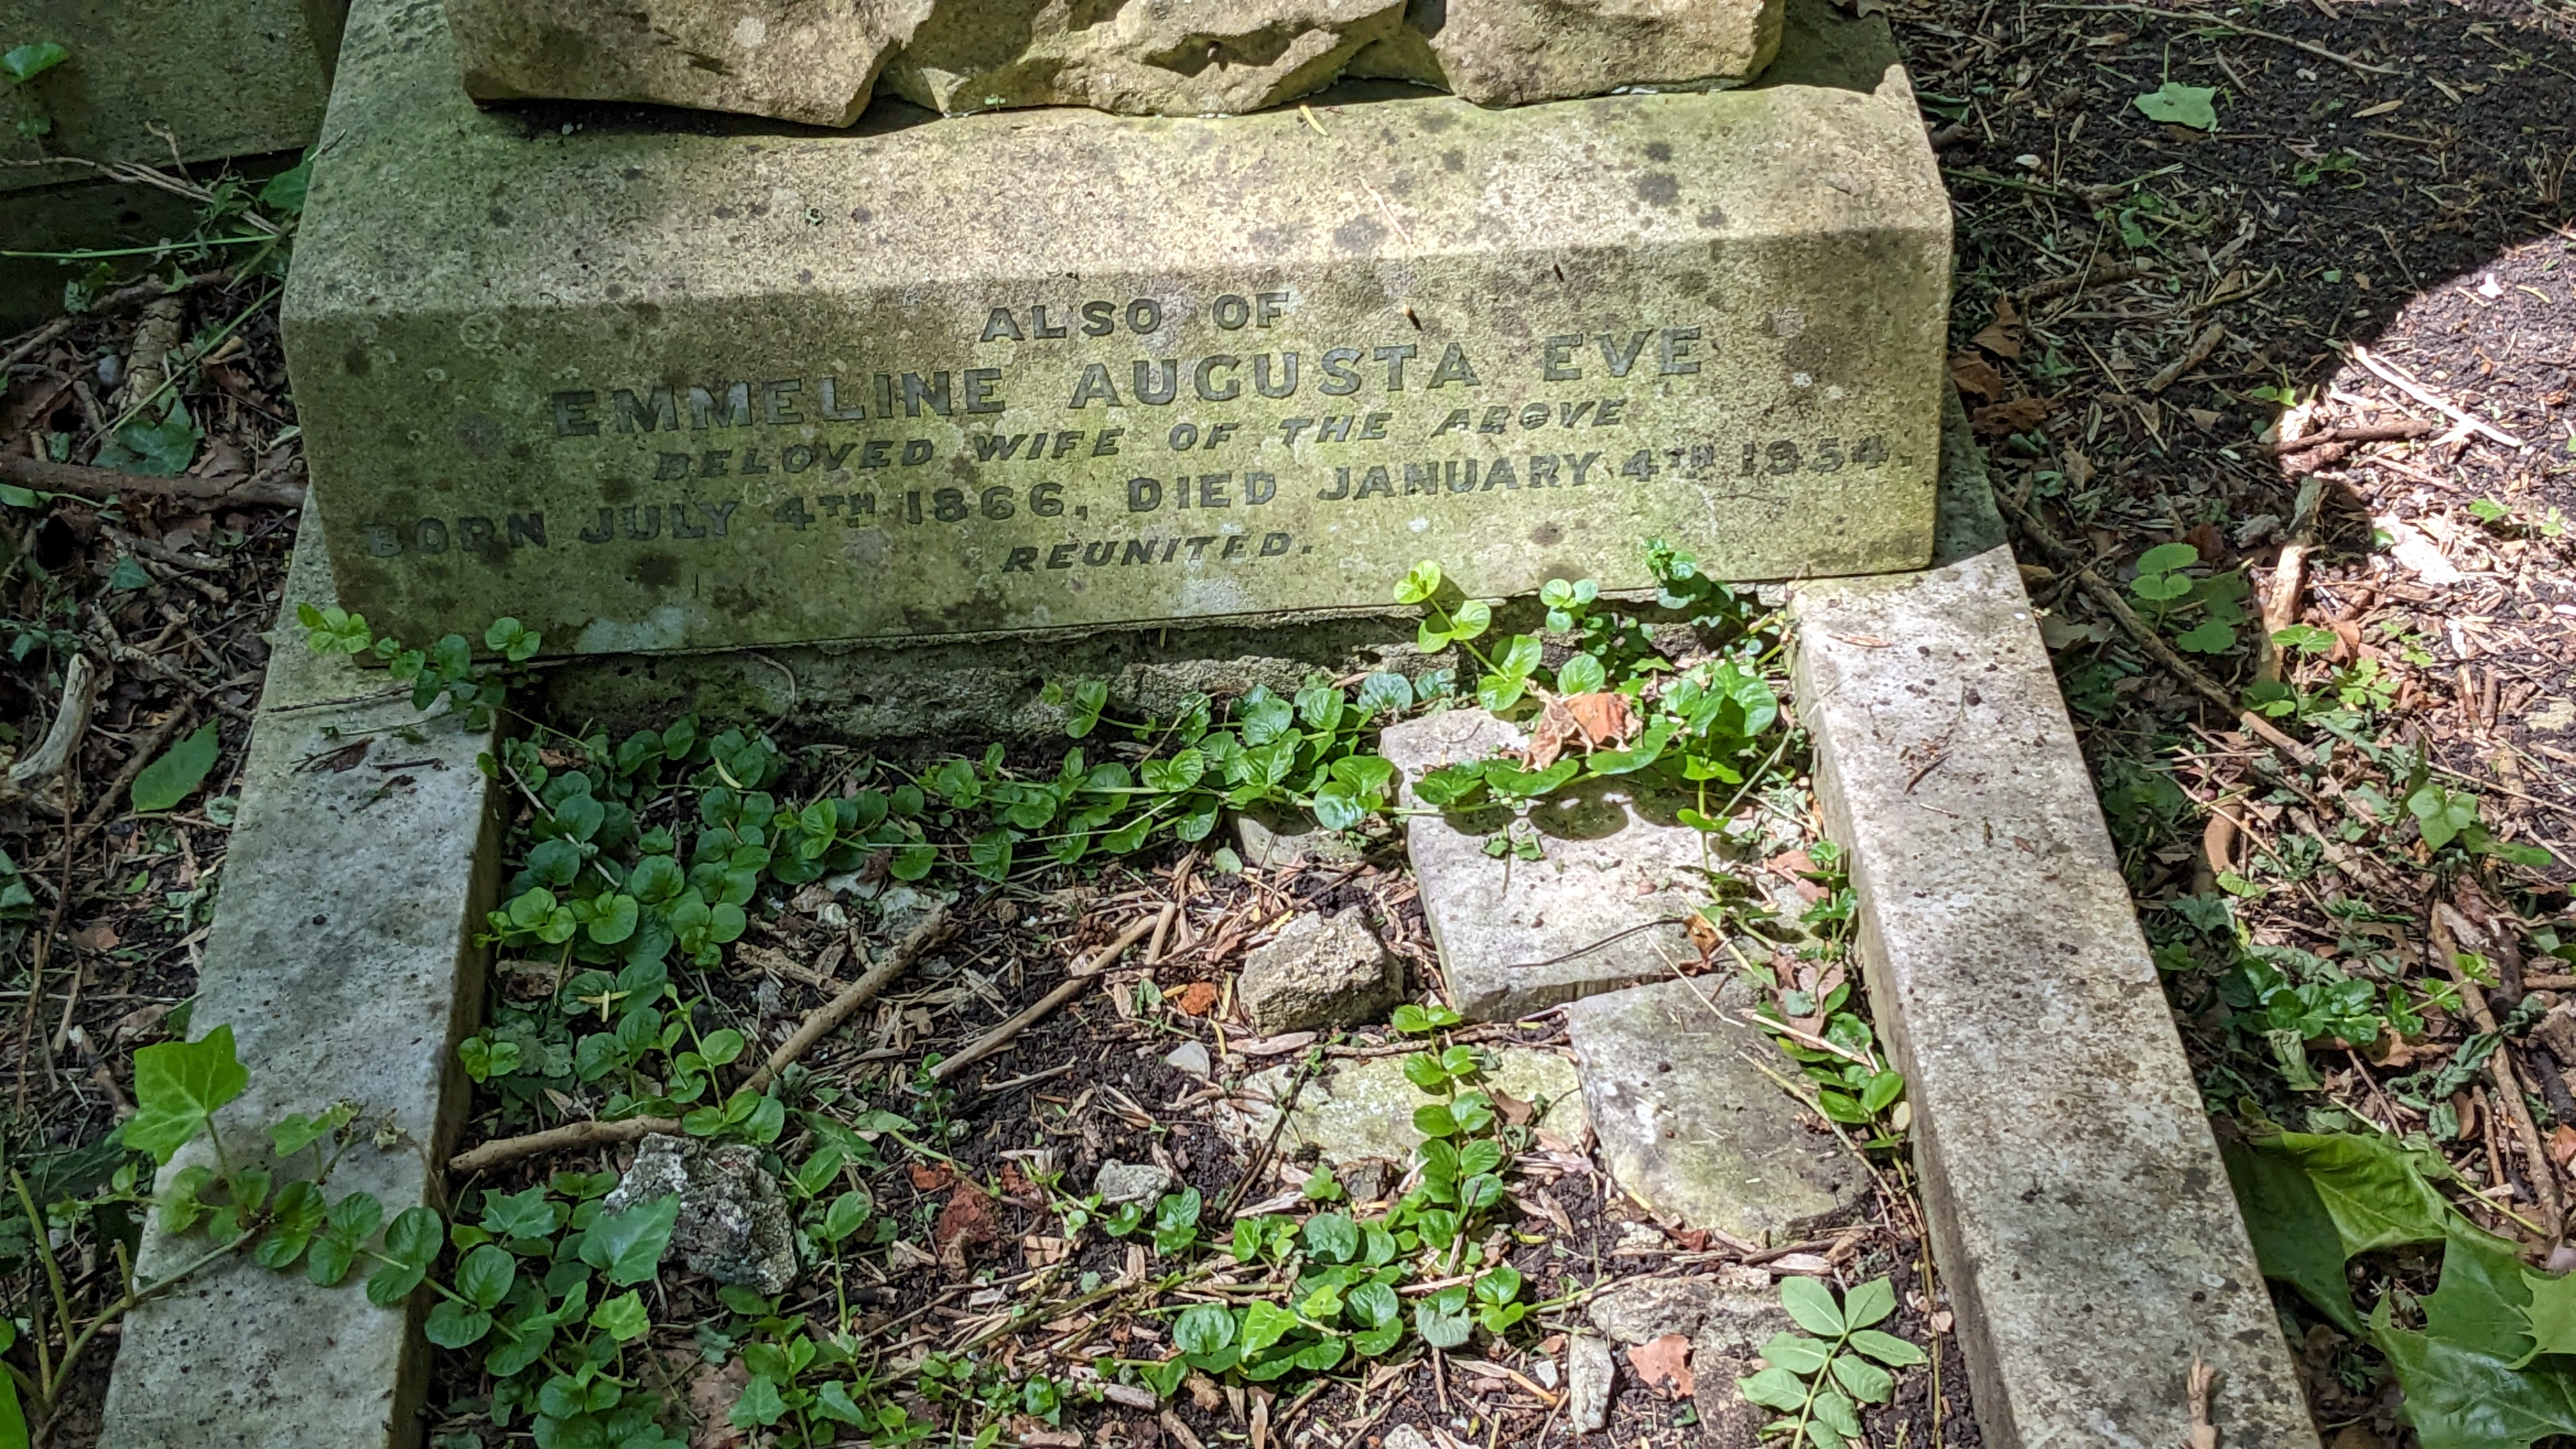 ALSO OF
EMMELINE AUGUSTA EVE
BELOVED WIFE OF THE ABOVE
BORN JULY 4TH 1866, DIED JANUARY 4TH 1954.
REUNITED.